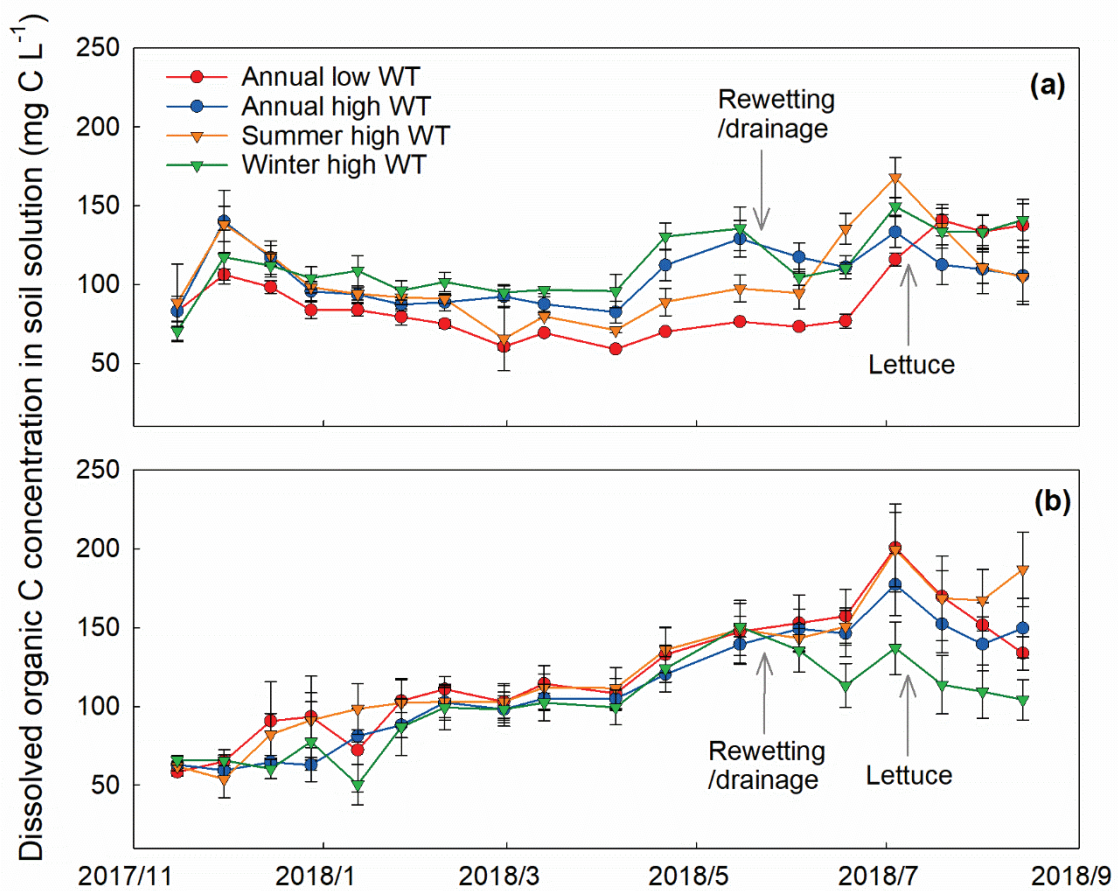 Dissolved organic C concentration in soil solution (mg C L⁻¹)
250
200
150
100
50
Annual low WT
Annual high WT
Summer high WT
Winter high WT
(a)
Rewetting
/drainage
Lettuce
250
200
150
100
50
(b)
Rewetting
/drainage
Lettuce
2017/11 2018/1 2018/3 2018/5 2018/7 2018/9